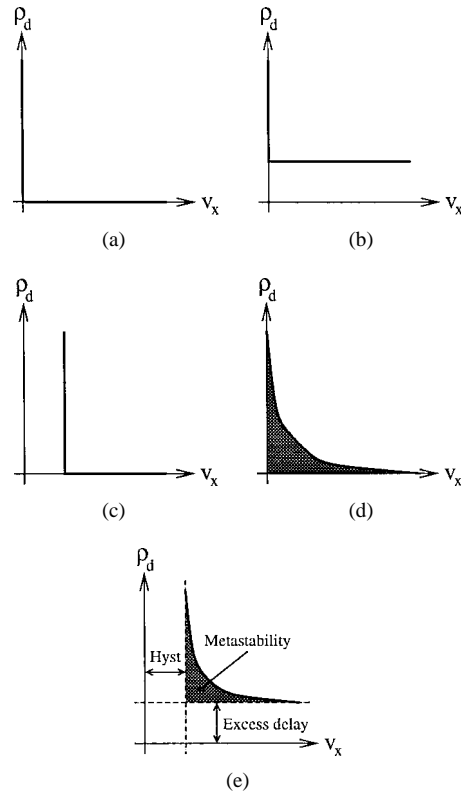 ρd
ρd
vx
vx
(a)
(b)
ρd
ρd
vx
vx
(c)
(d)
ρd
Metastability
Hyst
Excess delay
vx
(e)